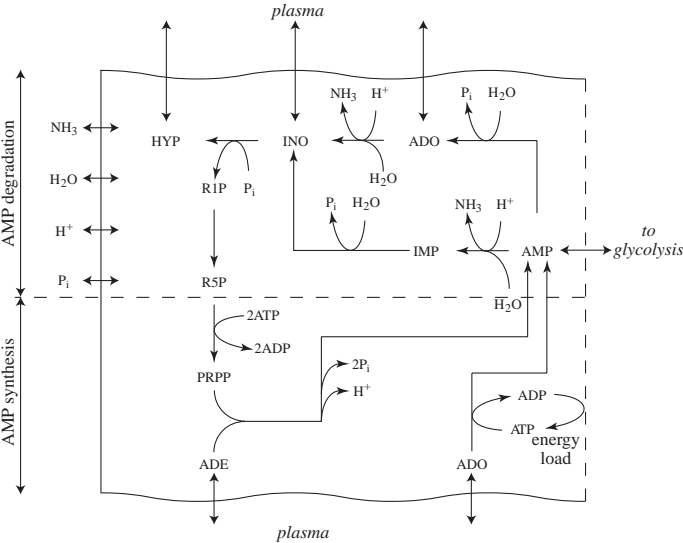 plasma
NH3
H+
Pi
H2O
NH3
HYP
INO
ADO
H2O
R1P
Pi
H2O
Pi
H2O
NH3
H+
H+
IMP
AMP
to
glycolysis
Pi
R5P
H2O
AMP degradation
2ATP
2ADP
PRPP
2Pi
H+
ADP
ATP
energy
load
ADE
ADO
AMP synthesis
plasma